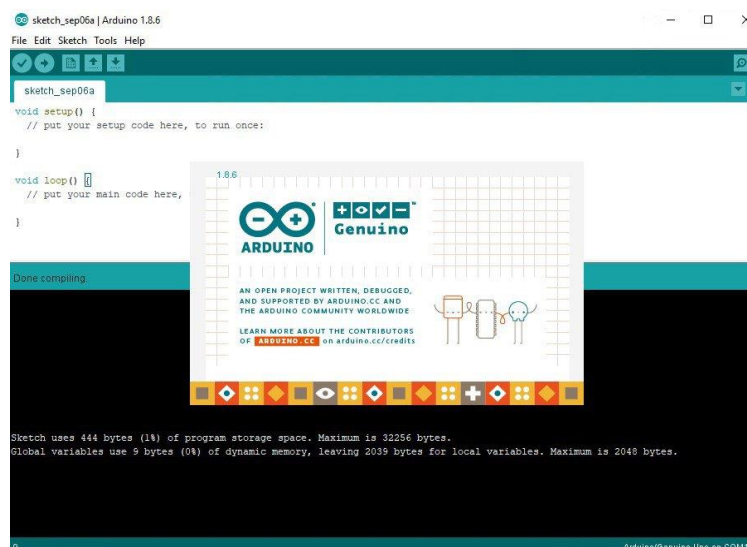 sketch_sep06a | Arduino 1.8.6
File Edit Sketch Tools Help
sketch_sep06a
void setup() {
// put your setup code here, to run once:
}
void loop() {
// put your main code here,
}
1.8.6
ARDUINO
Genuino
AN OPEN PROJECT WRITTEN, DEBUGGED,
AND SUPPORTED BY ARDUINO.CC AND
THE ARDUINO COMMUNITY WORLDWIDE
LEARN MORE ABOUT THE CONTRIBUTORS
OF ARDUINO.CC on arduino.cc/credits
Done compiling.
Sketch uses 444 bytes (1%) of program storage space. Maximum is 32256 bytes.
Global variables use 9 bytes (0%) of dynamic memory, leaving 2039 bytes for local variables. Maximum is 2048 bytes.
Arduino/Genuino Uno on